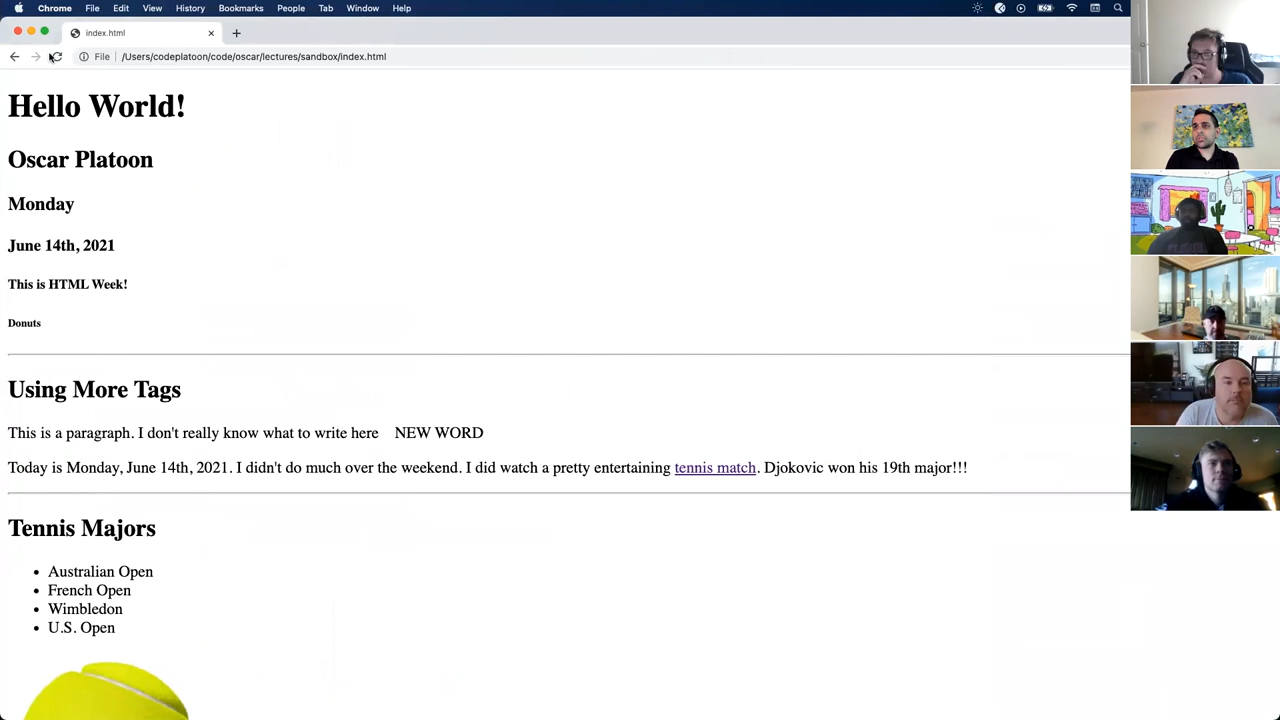 Chrome File Edit View History Bookmarks People Tab Window Help
index.html
File /Users/codeplatoon/code/oscar/lectures/sandbox/index.html
Hello World!
Oscar Platoon
Monday
June 14th, 2021
This is HTML Week!
Donuts
Using More Tags
This is a paragraph. I don't really know what to write here NEW WORD
Today is Monday, June 14th, 2021. I didn't do much over the weekend. I did watch a pretty entertaining tennis match. Djokovic won his 19th major!!!
Tennis Majors
• Australian Open
• French Open
• Wimbledon
• U.S. Open